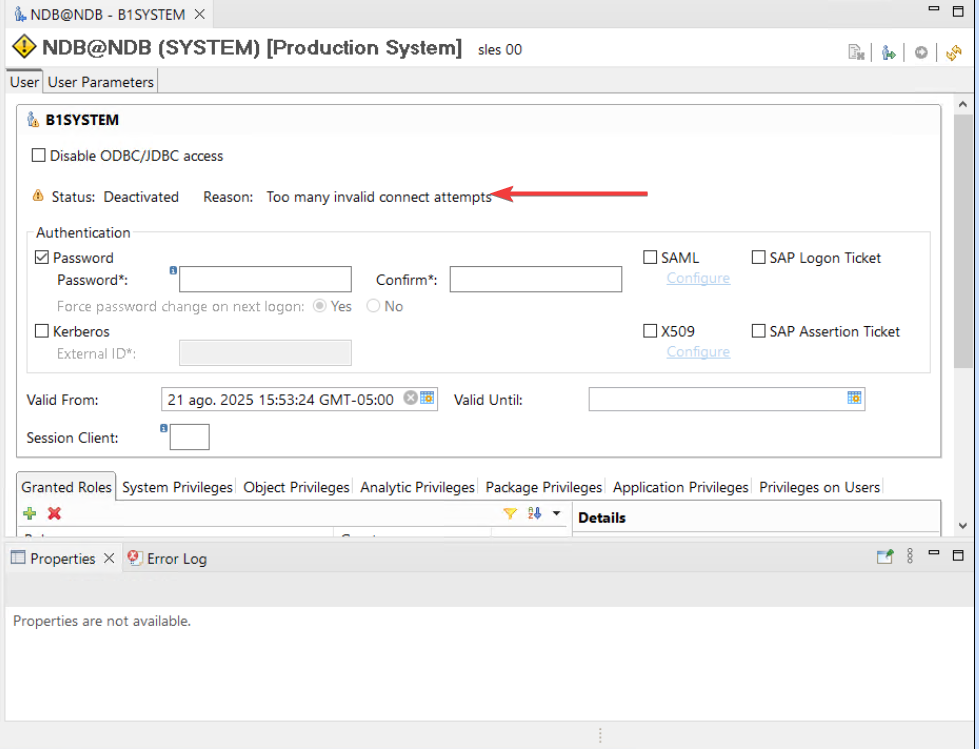 NDB@NDB - B1SYSTEM
NDB@NDB (SYSTEM) [Production System] sles 00
User User Parameters
B1SYSTEM
Disable ODBC/JDBC access
Status: Deactivated Reason: Too many invalid connect attempts
Authentication
Password SAML SAP Logon Ticket
Password*: Confirm*: Configure
Force password change on next logon: Yes No
Kerberos X509 SAP Assertion Ticket
External ID*: Configure
Valid From: 21 ago. 2025 15:53:24 GMT-05:00 Valid Until:
Session Client:
Granted Roles System Privileges Object Privileges Analytic Privileges Package Privileges Application Privileges Privileges on Users
Details
Properties Error Log
Properties are not available.